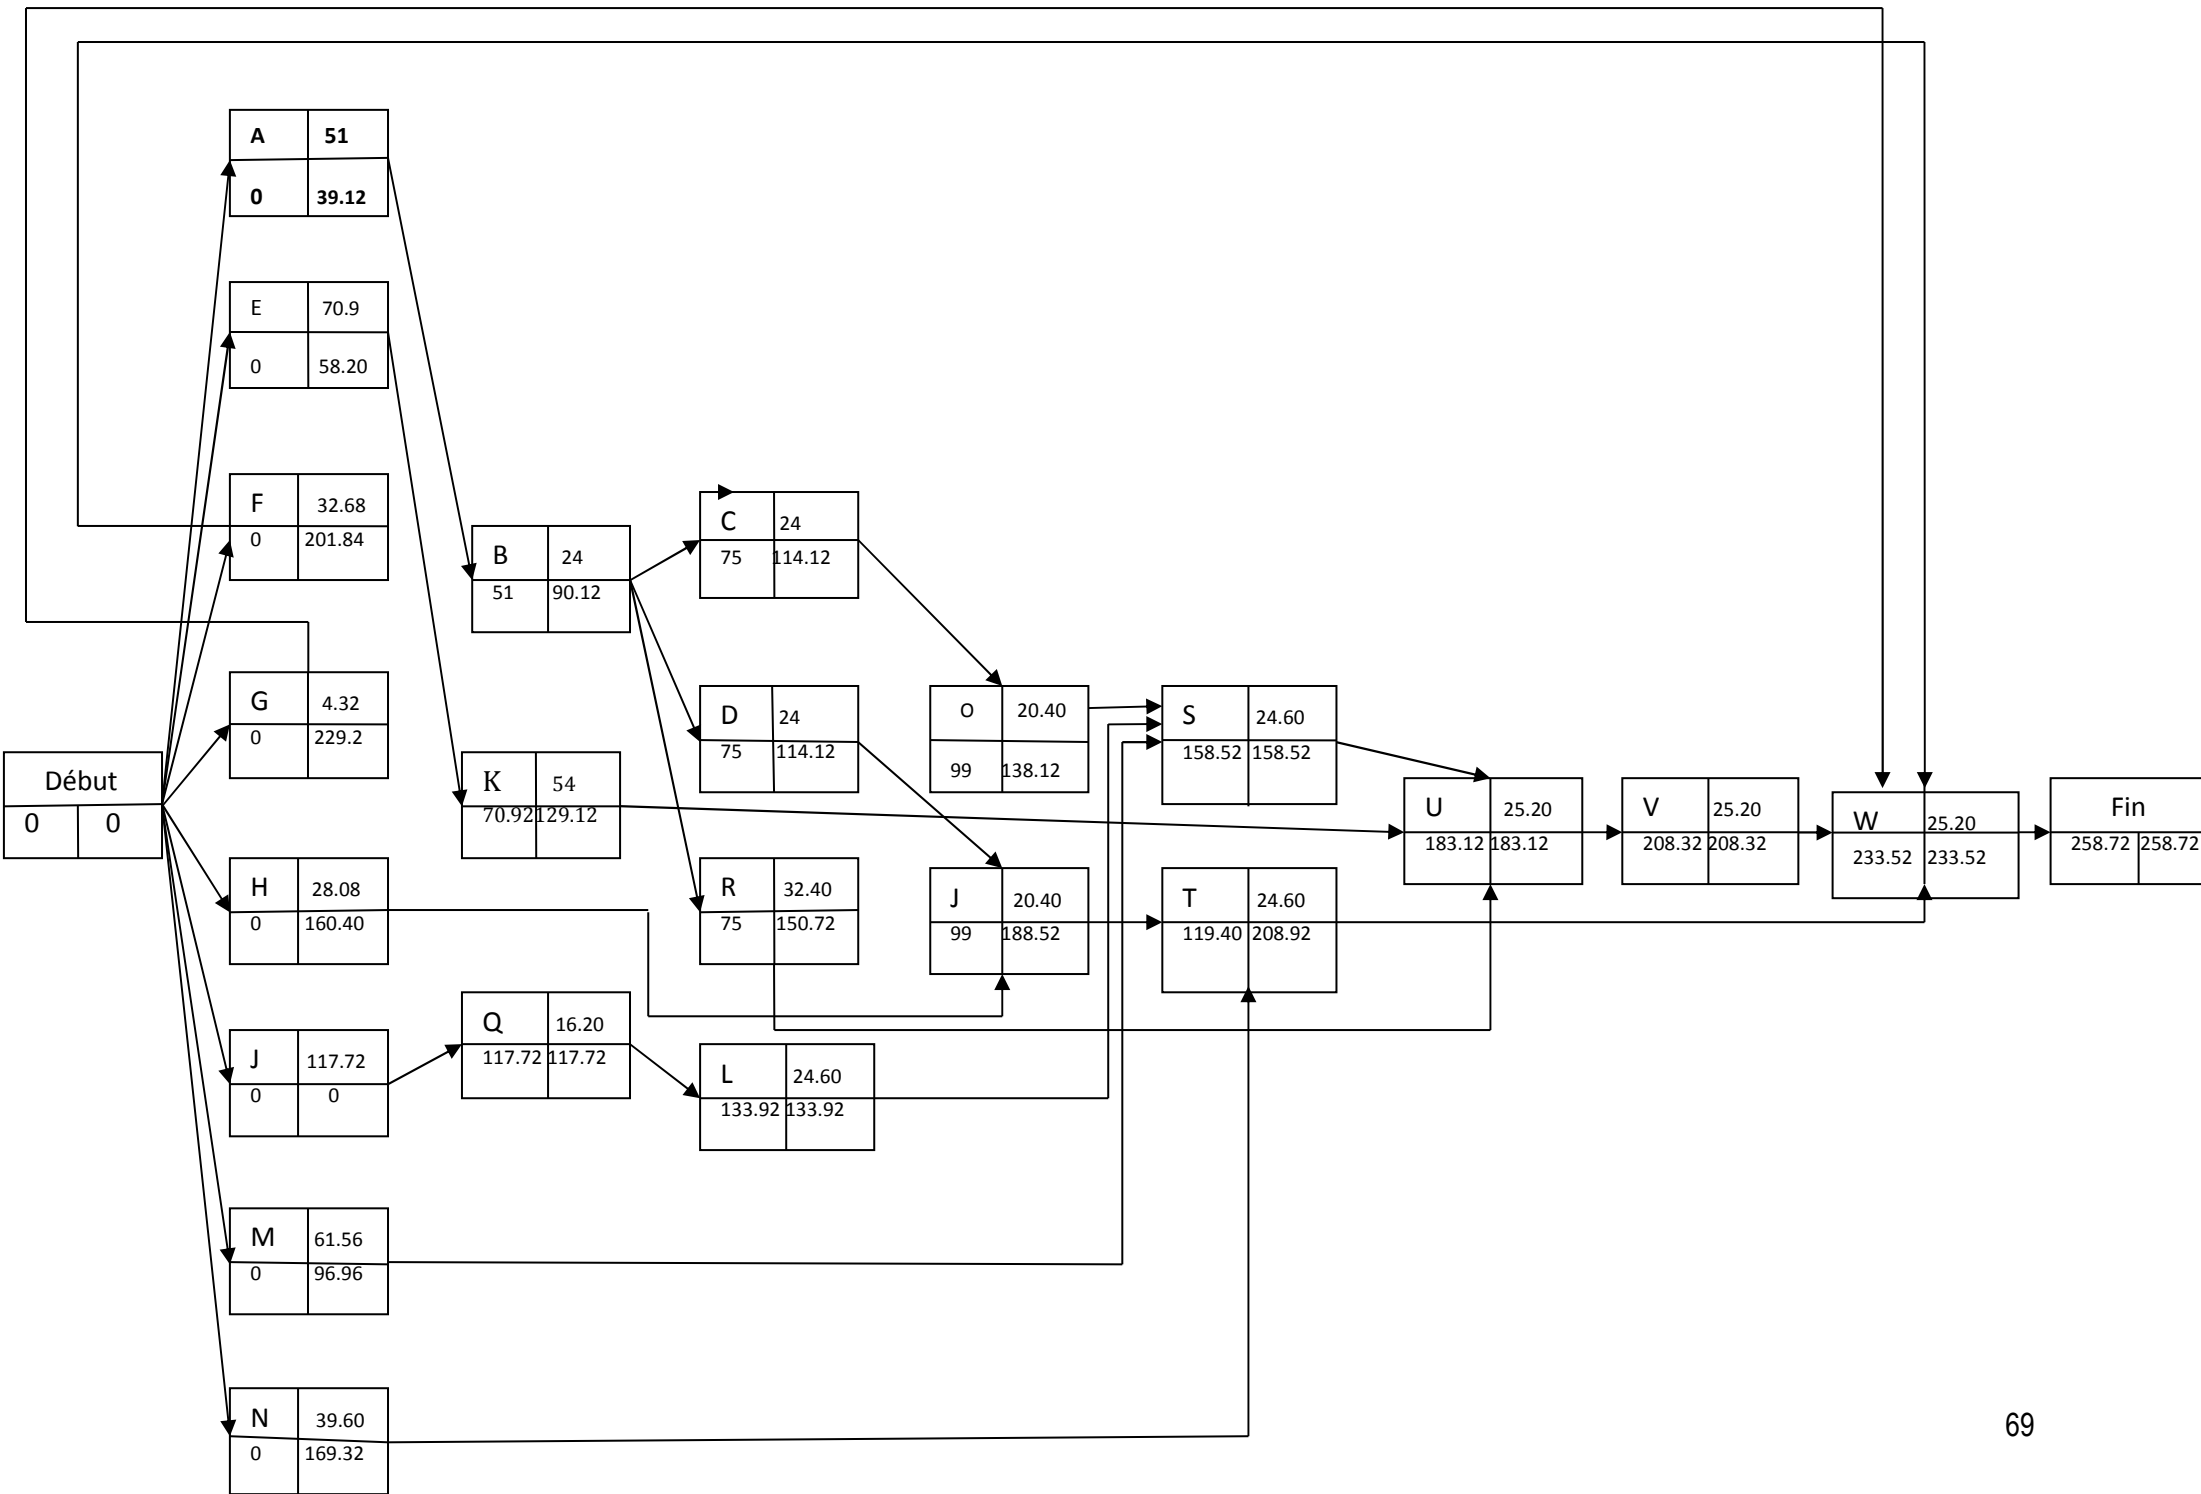 A 51
0 39.12
E 70.9
0 58.20
F 32.68
0 201.84
G 4.32
0 229.2
Début
0 0
H 28.08
0 160.40
J 117.72
0 0
M 61.56
0 96.96
N 39.60
0 169.32
B 24
51 90.12
K 54
70.92 129.12
Q 16.20
117.72 117.72
C 24
75 114.12
D 24
75 114.12
R 32.40
75 150.72
L 24.60
133.92 133.92
O 20.40
99 138.12
J 20.40
99 188.52
S 24.60
158.52 158.52
T 24.60
119.40 208.92
U 25.20
183.12 183.12
V 25.20
208.32 208.32
W 25.20
233.52 233.52
Fin
258.72 258.72
69